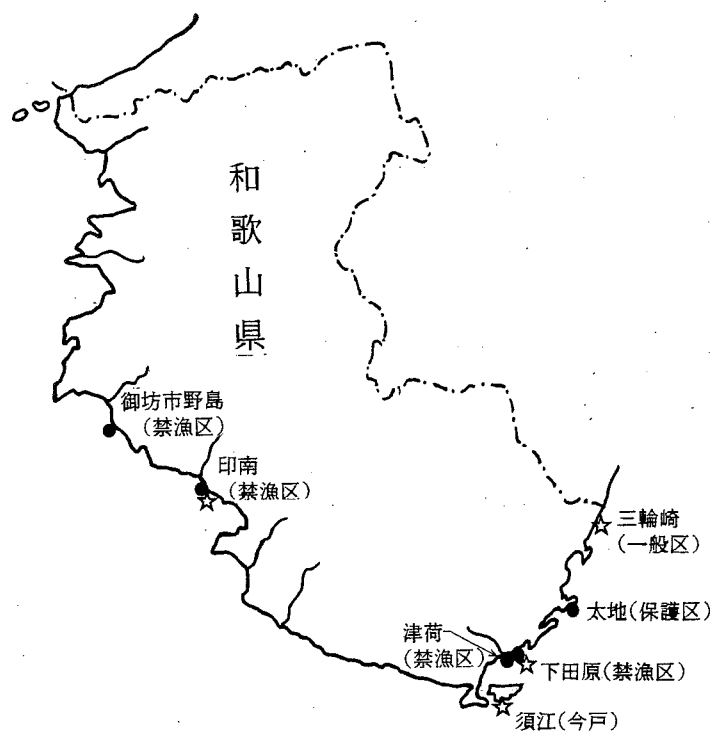 和歌山県
御坊市野島
(禁漁区)
印南
(禁漁区)
三輪崎
(一般区)
太地(保護区)
津荷
(禁漁区)
下田原(禁漁区)
須江(今戸)